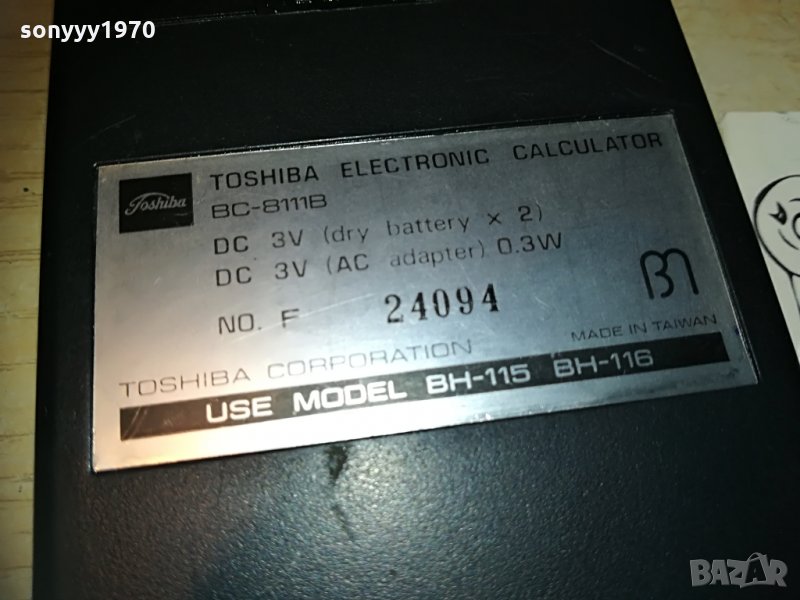 sonyyy1970
Toshiba
TOSHIBA ELECTRONIC CALCULATOR
BC-8111B
DC 3V (dry battery × 2)
DC 3V (AC adapter) 0.3W
NO. F 24094
MADE IN TAIWAN
TOSHIBA CORPORATION
USE MODEL BH-115 BH-116
BAZAR